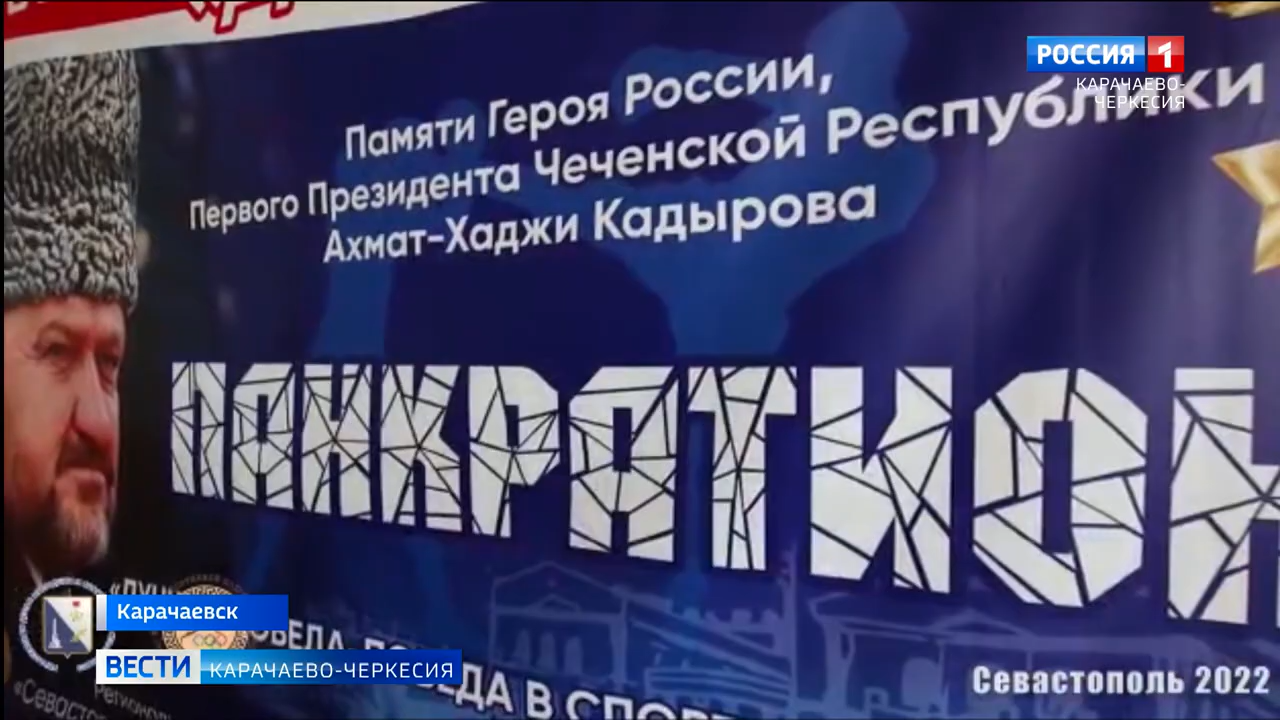 РОССИЯ 1
КАРАЧАЕВО-
ЧЕРКЕСИЯ
Памяти Героя России,
Первого Президента Чеченской Республики
Ахмат-Хаджи Кадырова
ПАНКРАТИОН
Карачаевск
ВЕСТИ КАРАЧАЕВО-ЧЕРКЕСИЯ
В СПОРТ
Севастополь 2022